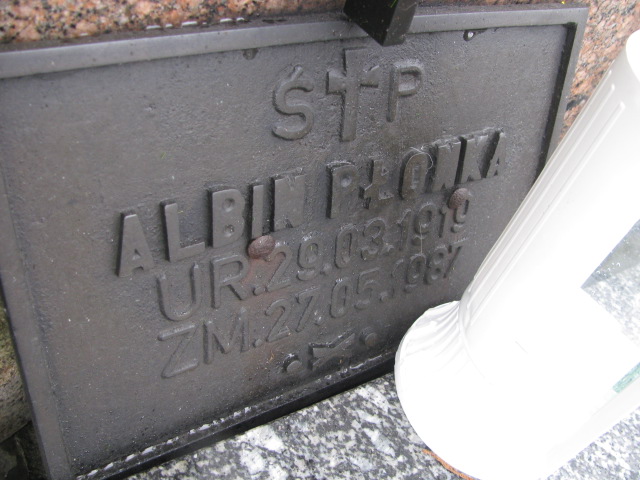 Ś † P
ALBIN PŁONKA
UR.29.03.1919
ZM.27.05.1987